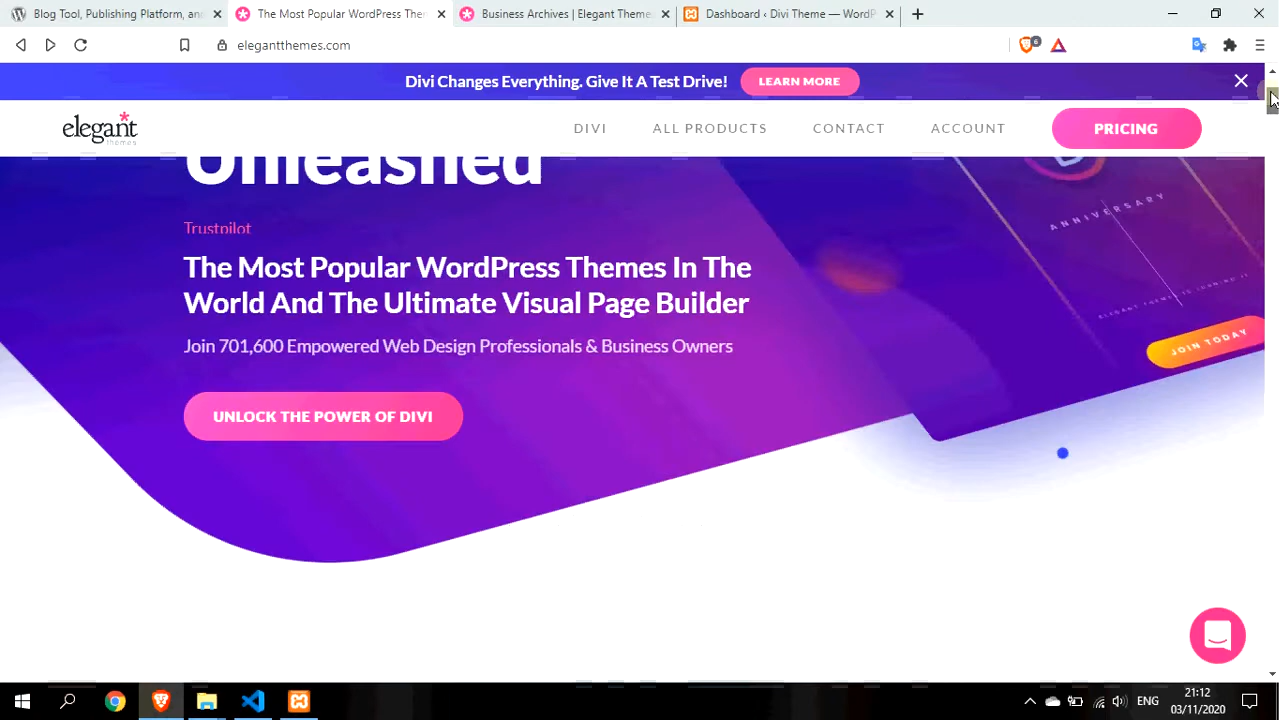 Blog Tool, Publishing Platform, an
The Most Popular WordPress The
Business Archives | Elegant Theme
Dashboard ‹ Divi Theme — WordP
elegantthemes.com
6
Divi Changes Everything. Give It A Test Drive!
LEARN MORE
elegant
themes
DIVI
ALL PRODUCTS
CONTACT
ACCOUNT
PRICING
Unleashed
ANNIVERSARY
Trustpilot
The Most Popular WordPress Themes In The
World And The Ultimate Visual Page Builder
Join 701,600 Empowered Web Design Professionals & Business Owners
JOIN TODAY
UNLOCK THE POWER OF DIVI
ENG
21:12
03/11/2020